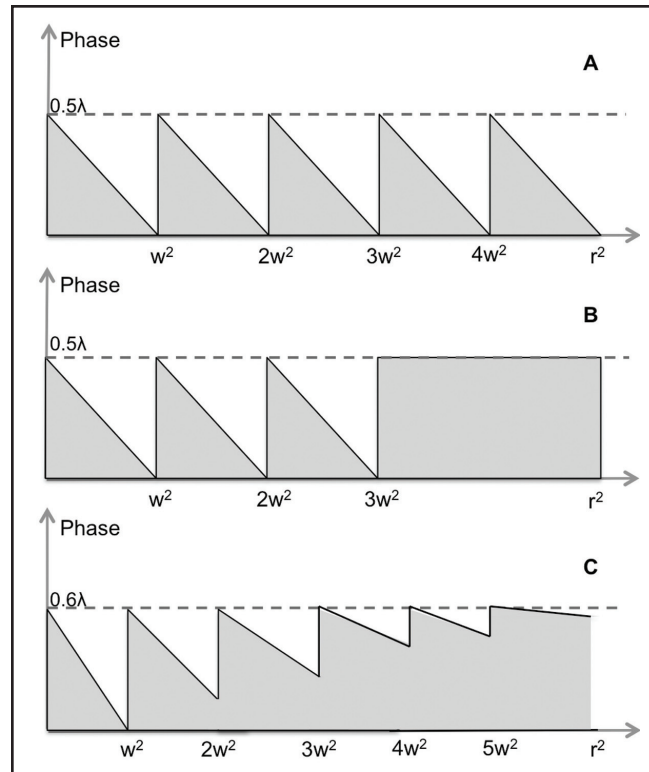 Phase
A
0.5λ
w² 2w² 3w² 4w² r²
Phase
B
0.5λ
w² 2w² 3w² r²
Phase
C
0.6λ
w² 2w² 3w² 4w² 5w² r²